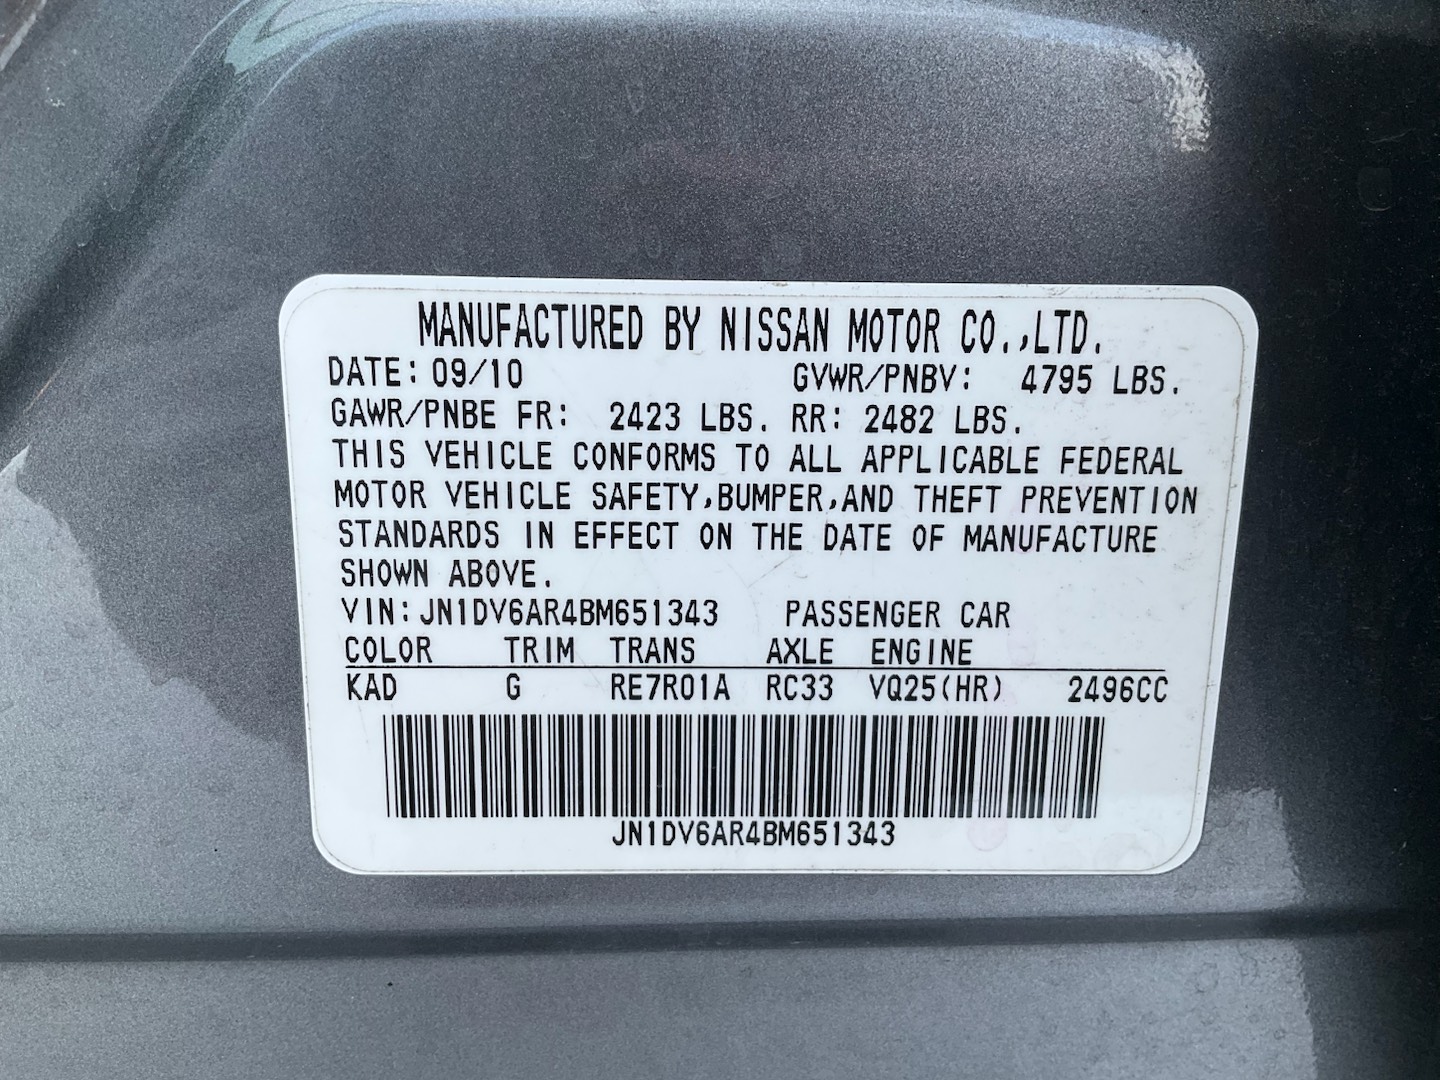 MANUFACTURED BY NISSAN MOTOR CO.,LTD.
DATE: 09/10 GVWR/PNBV: 4795 LBS.
GAWR/PNBE FR: 2423 LBS. RR: 2482 LBS.
THIS VEHICLE CONFORMS TO ALL APPLICABLE FEDERAL
MOTOR VEHICLE SAFETY,BUMPER,AND THEFT PREVENTION
STANDARDS IN EFFECT ON THE DATE OF MANUFACTURE
SHOWN ABOVE.
VIN:JN1DV6AR4BM651343 PASSENGER CAR
COLOR TRIM TRANS AXLE ENGINE
KAD G RE7R01A RC33 VQ25(HR) 2496CC
JN1DV6AR4BM651343